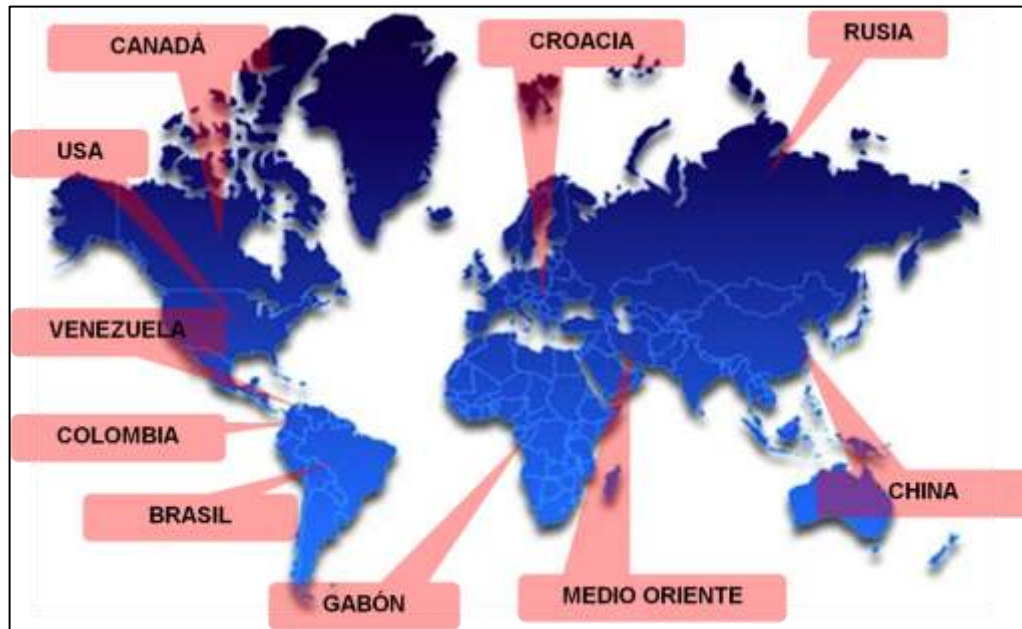 CANADÁ
CROACIA
RUSIA
USA
VENEZUELA
COLOMBIA
BRASIL
CHINA
GABÓN
MEDIO ORIENTE